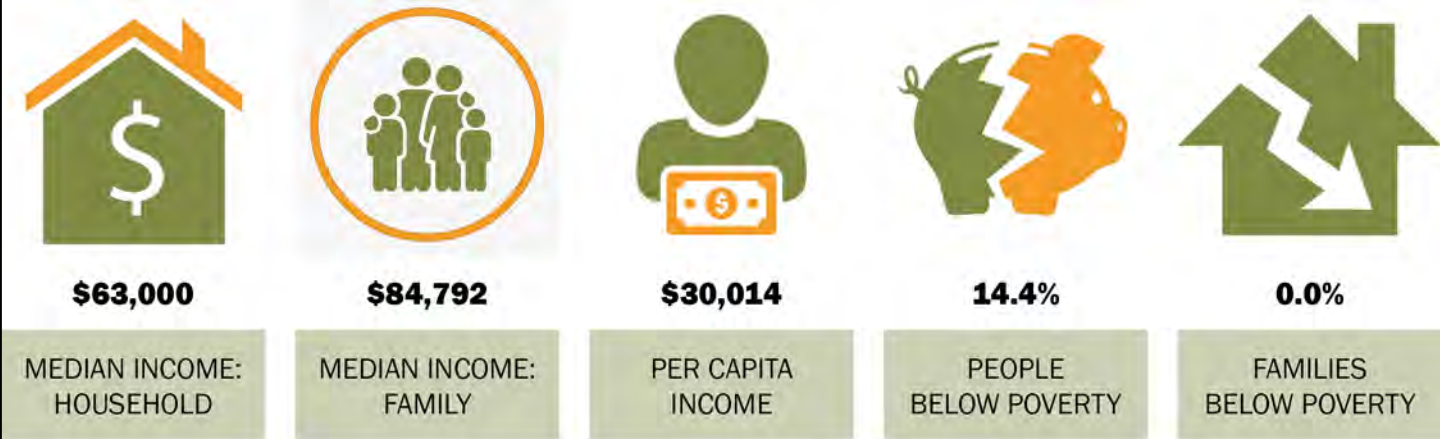 $
$
$63,000
MEDIAN INCOME:
HOUSEHOLD
$84,792
MEDIAN INCOME:
FAMILY
$30,014
PER CAPITA
INCOME
14.4%
PEOPLE
BELOW POVERTY
0.0%
FAMILIES
BELOW POVERTY